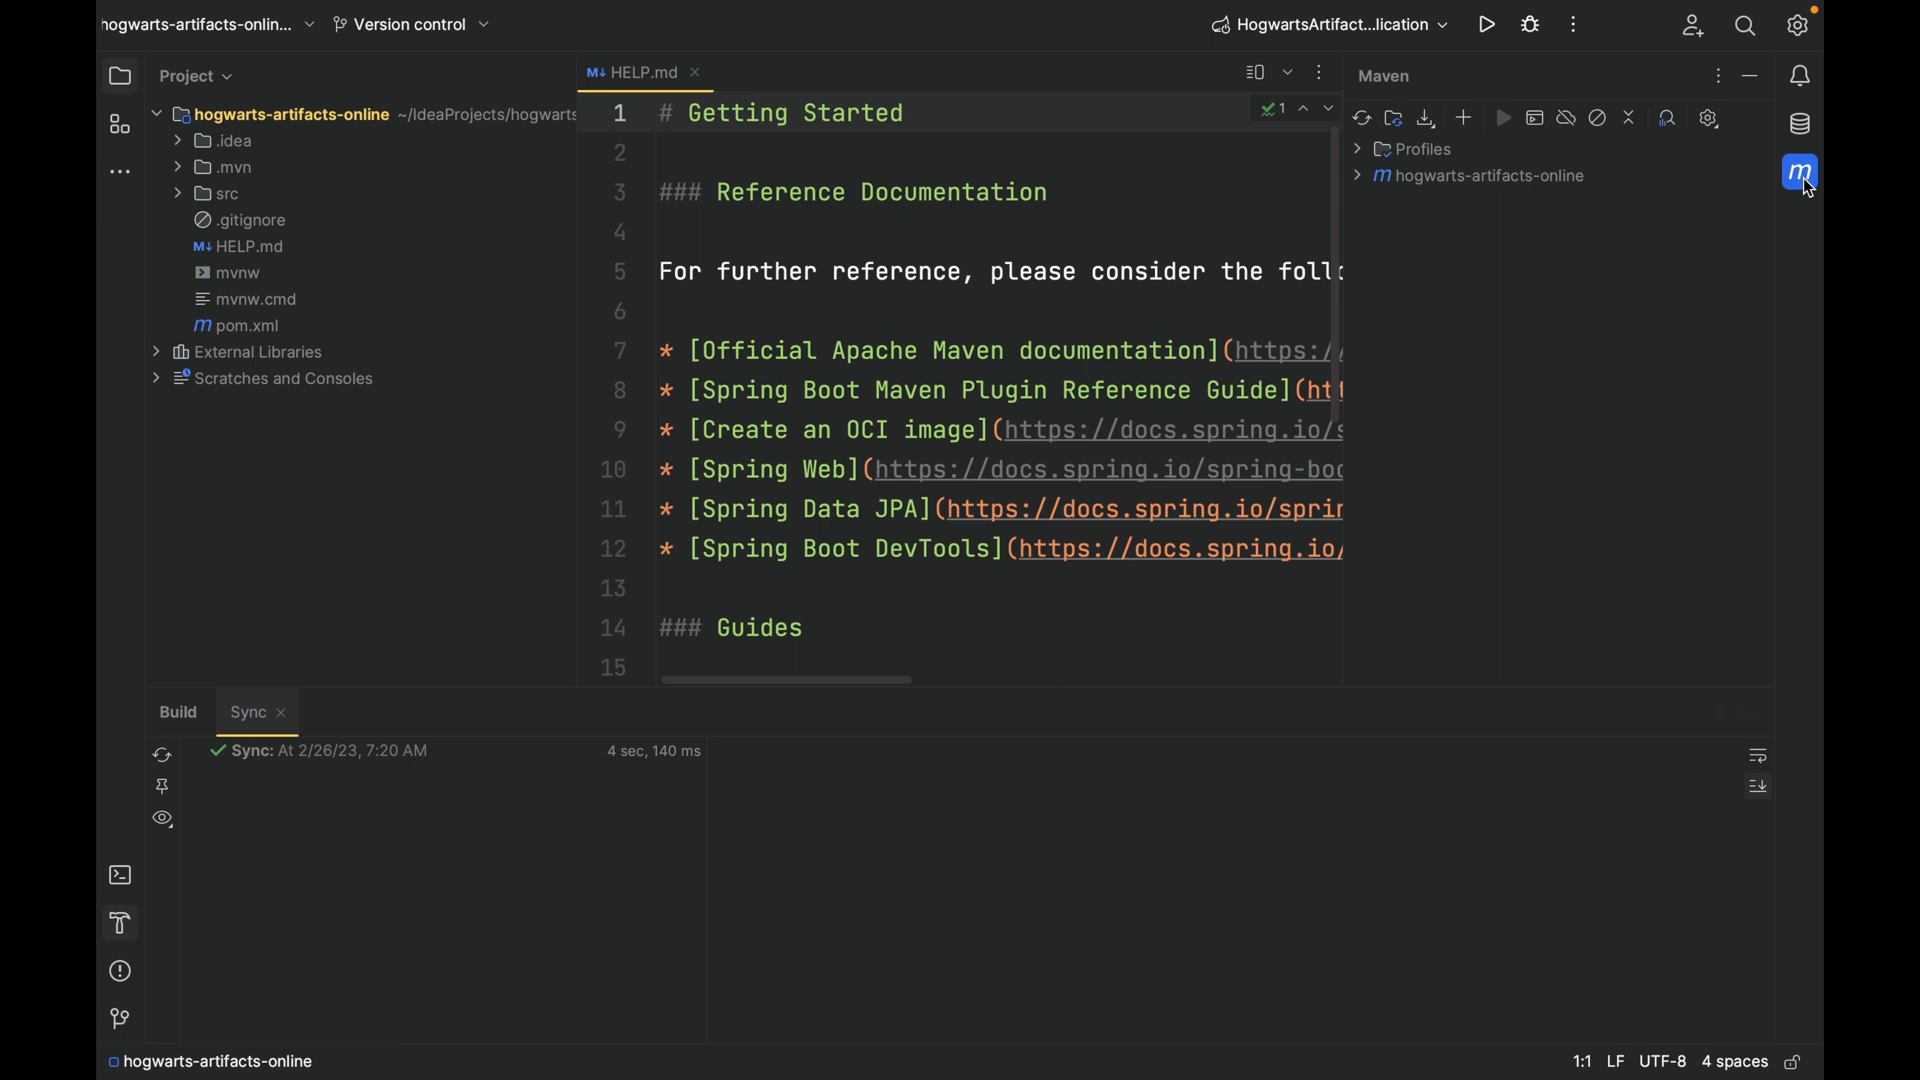 hogwarts-artifacts-onlin...
Version control
HogwartsArtifact...lication
Project
hogwarts-artifacts-online ~/IdeaProjects/hogwarts
.idea
.mvn
src
.gitignore
M↓ HELP.md
mvnw
mvnw.cmd
m pom.xml
External Libraries
Scratches and Consoles
M↓ HELP.md
1 # Getting Started
2
3 ### Reference Documentation
4
5 For further reference, please consider the follo
6
7 * [Official Apache Maven documentation](https:/
8 * [Spring Boot Maven Plugin Reference Guide](htt
9 * [Create an OCI image](https://docs.spring.io/s
10 * [Spring Web](https://docs.spring.io/spring-boo
11 * [Spring Data JPA](https://docs.spring.io/sprin
12 * [Spring Boot DevTools](https://docs.spring.io/
13
14 ### Guides
15
1
Maven
Profiles
m hogwarts-artifacts-online
m
Build
Sync
Sync: At 2/26/23, 7:20 AM
4 sec, 140 ms
hogwarts-artifacts-online
1:1 LF UTF-8 4 spaces